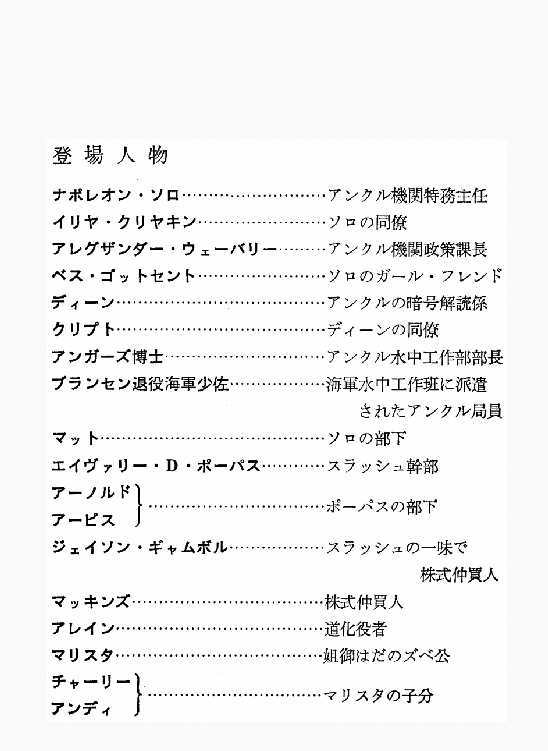 登場人物
ナポレオン・ソロ……………………アンクル機関特務主任
イリヤ・クリヤキン…………………ソロの同僚
アレグザンダー・ウェーバリー………アンクル機関政策課長
ベス・ゴットセント…………………ソロのガール・フレンド
ディーン………………………………アンクルの暗号解読係
クリプト………………………………ディーンの同僚
アンガーズ博士………………………アンクル水中工作部部長
ブランセン退役海軍少佐……………海軍水中工作班に派遣
されたアンクル局員
マット…………………………………ソロの部下
エイヴァリー・D・ポーパス…………スラッシュ幹部
アーノルド
アービス
…………………………ポーパスの部下
ジェイソン・ギャムボル……………スラッシュの一味で
株式仲買人
マッキンズ……………………………株式仲買人
アレイン………………………………道化役者
マリスタ………………………………姐御はだのズベ公
チャーリー
アンディ
…………………………マリスタの子分